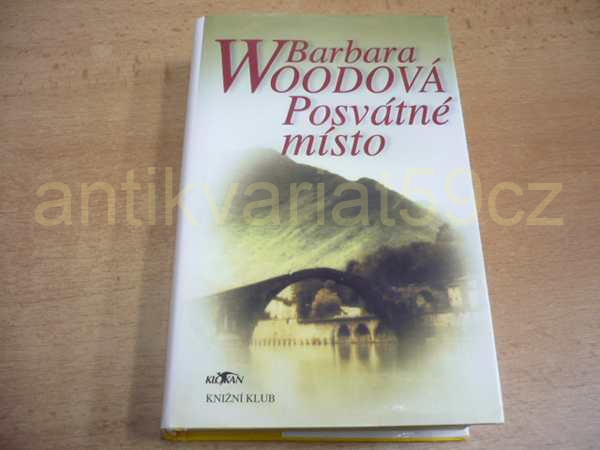 Barbara
WOODOVÁ
Posvátné
místo
antikvariat59cz
KLOKAN
KNIŽNÍ KLUB